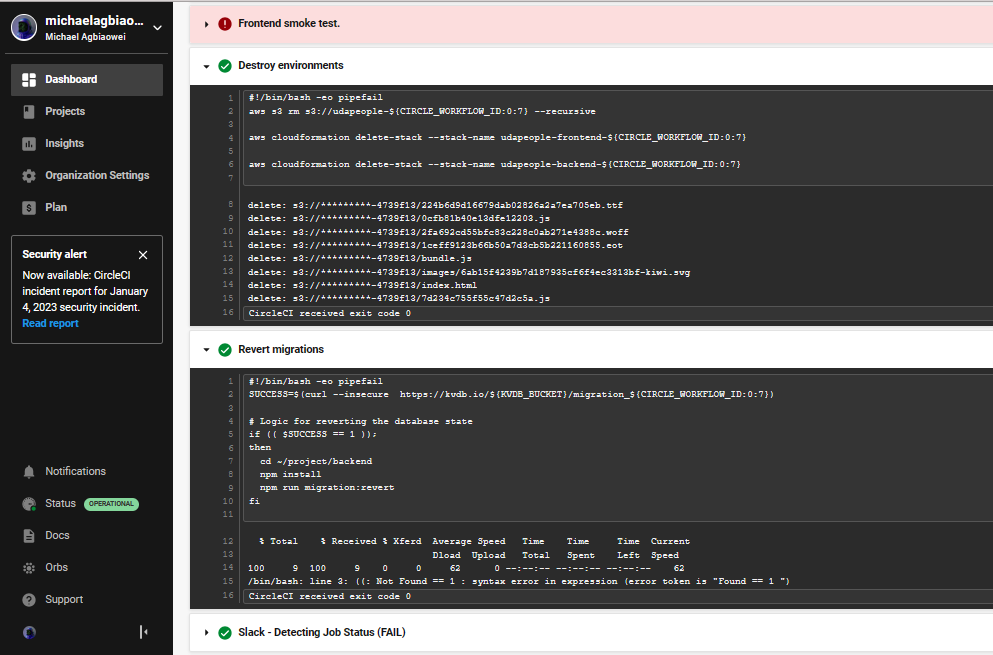 michaelagbiao...
Michael Agbiaowei
Dashboard
Projects
Insights
Organization Settings
Plan
Security alert
Now available: CircleCI
incident report for January
4, 2023 security incident.
Read report
Notifications
Status OPERATIONAL
Docs
Orbs
Support
Frontend smoke test.
Destroy environments
1 #!/bin/bash -eo pipefail
2 aws s3 rm s3://udapeople-${CIRCLE_WORKFLOW_ID:0:7} --recursive
3
4 aws cloudformation delete-stack --stack-name udapeople-frontend-${CIRCLE_WORKFLOW_ID:0:7}
5
6 aws cloudformation delete-stack --stack-name udapeople-backend-${CIRCLE_WORKFLOW_ID:0:7}
7
8 delete: s3://*********-4739f13/224b6d9d16679dab02826a2a7ea705eb.ttf
9 delete: s3://*********-4739f13/0cfb81b40e13dfe12203.js
10 delete: s3://*********-4739f13/2fa692cd55bfc83c228c0ab271e4388c.woff
11 delete: s3://*********-4739f13/1ceff9123b66b50a7d3cb5b221160855.eot
12 delete: s3://*********-4739f13/bundle.js
13 delete: s3://*********-4739f13/images/6ab15f4239b7d187935cf6f4ec3313bf-kiwi.svg
14 delete: s3://*********-4739f13/index.html
15 delete: s3://*********-4739f13/7d234c755f55c47d2c5a.js
16 CircleCI received exit code 0
Revert migrations
1 #!/bin/bash -eo pipefail
2 SUCCESS=$(curl --insecure  https://kvdb.io/${KVDB_BUCKET}/migration_${CIRCLE_WORKFLOW_ID:0:7})
3
4 # Logic for reverting the database state
5 if (( $SUCCESS == 1 ));
6 then
7   cd ~/project/backend
8   npm install
9   npm run migration:revert
10 fi
11
12   % Total    % Received % Xferd  Average Speed   Time    Time     Time  Current
13                                  Dload  Upload   Total   Spent    Left  Speed
14 100     9  100     9    0     0     62      0 --:--:-- --:--:-- --:--:--    62
15 /bin/bash: line 3: ((: Not Found == 1 : syntax error in expression (error token is "Found == 1 ")
16 CircleCI received exit code 0
Slack - Detecting Job Status (FAIL)